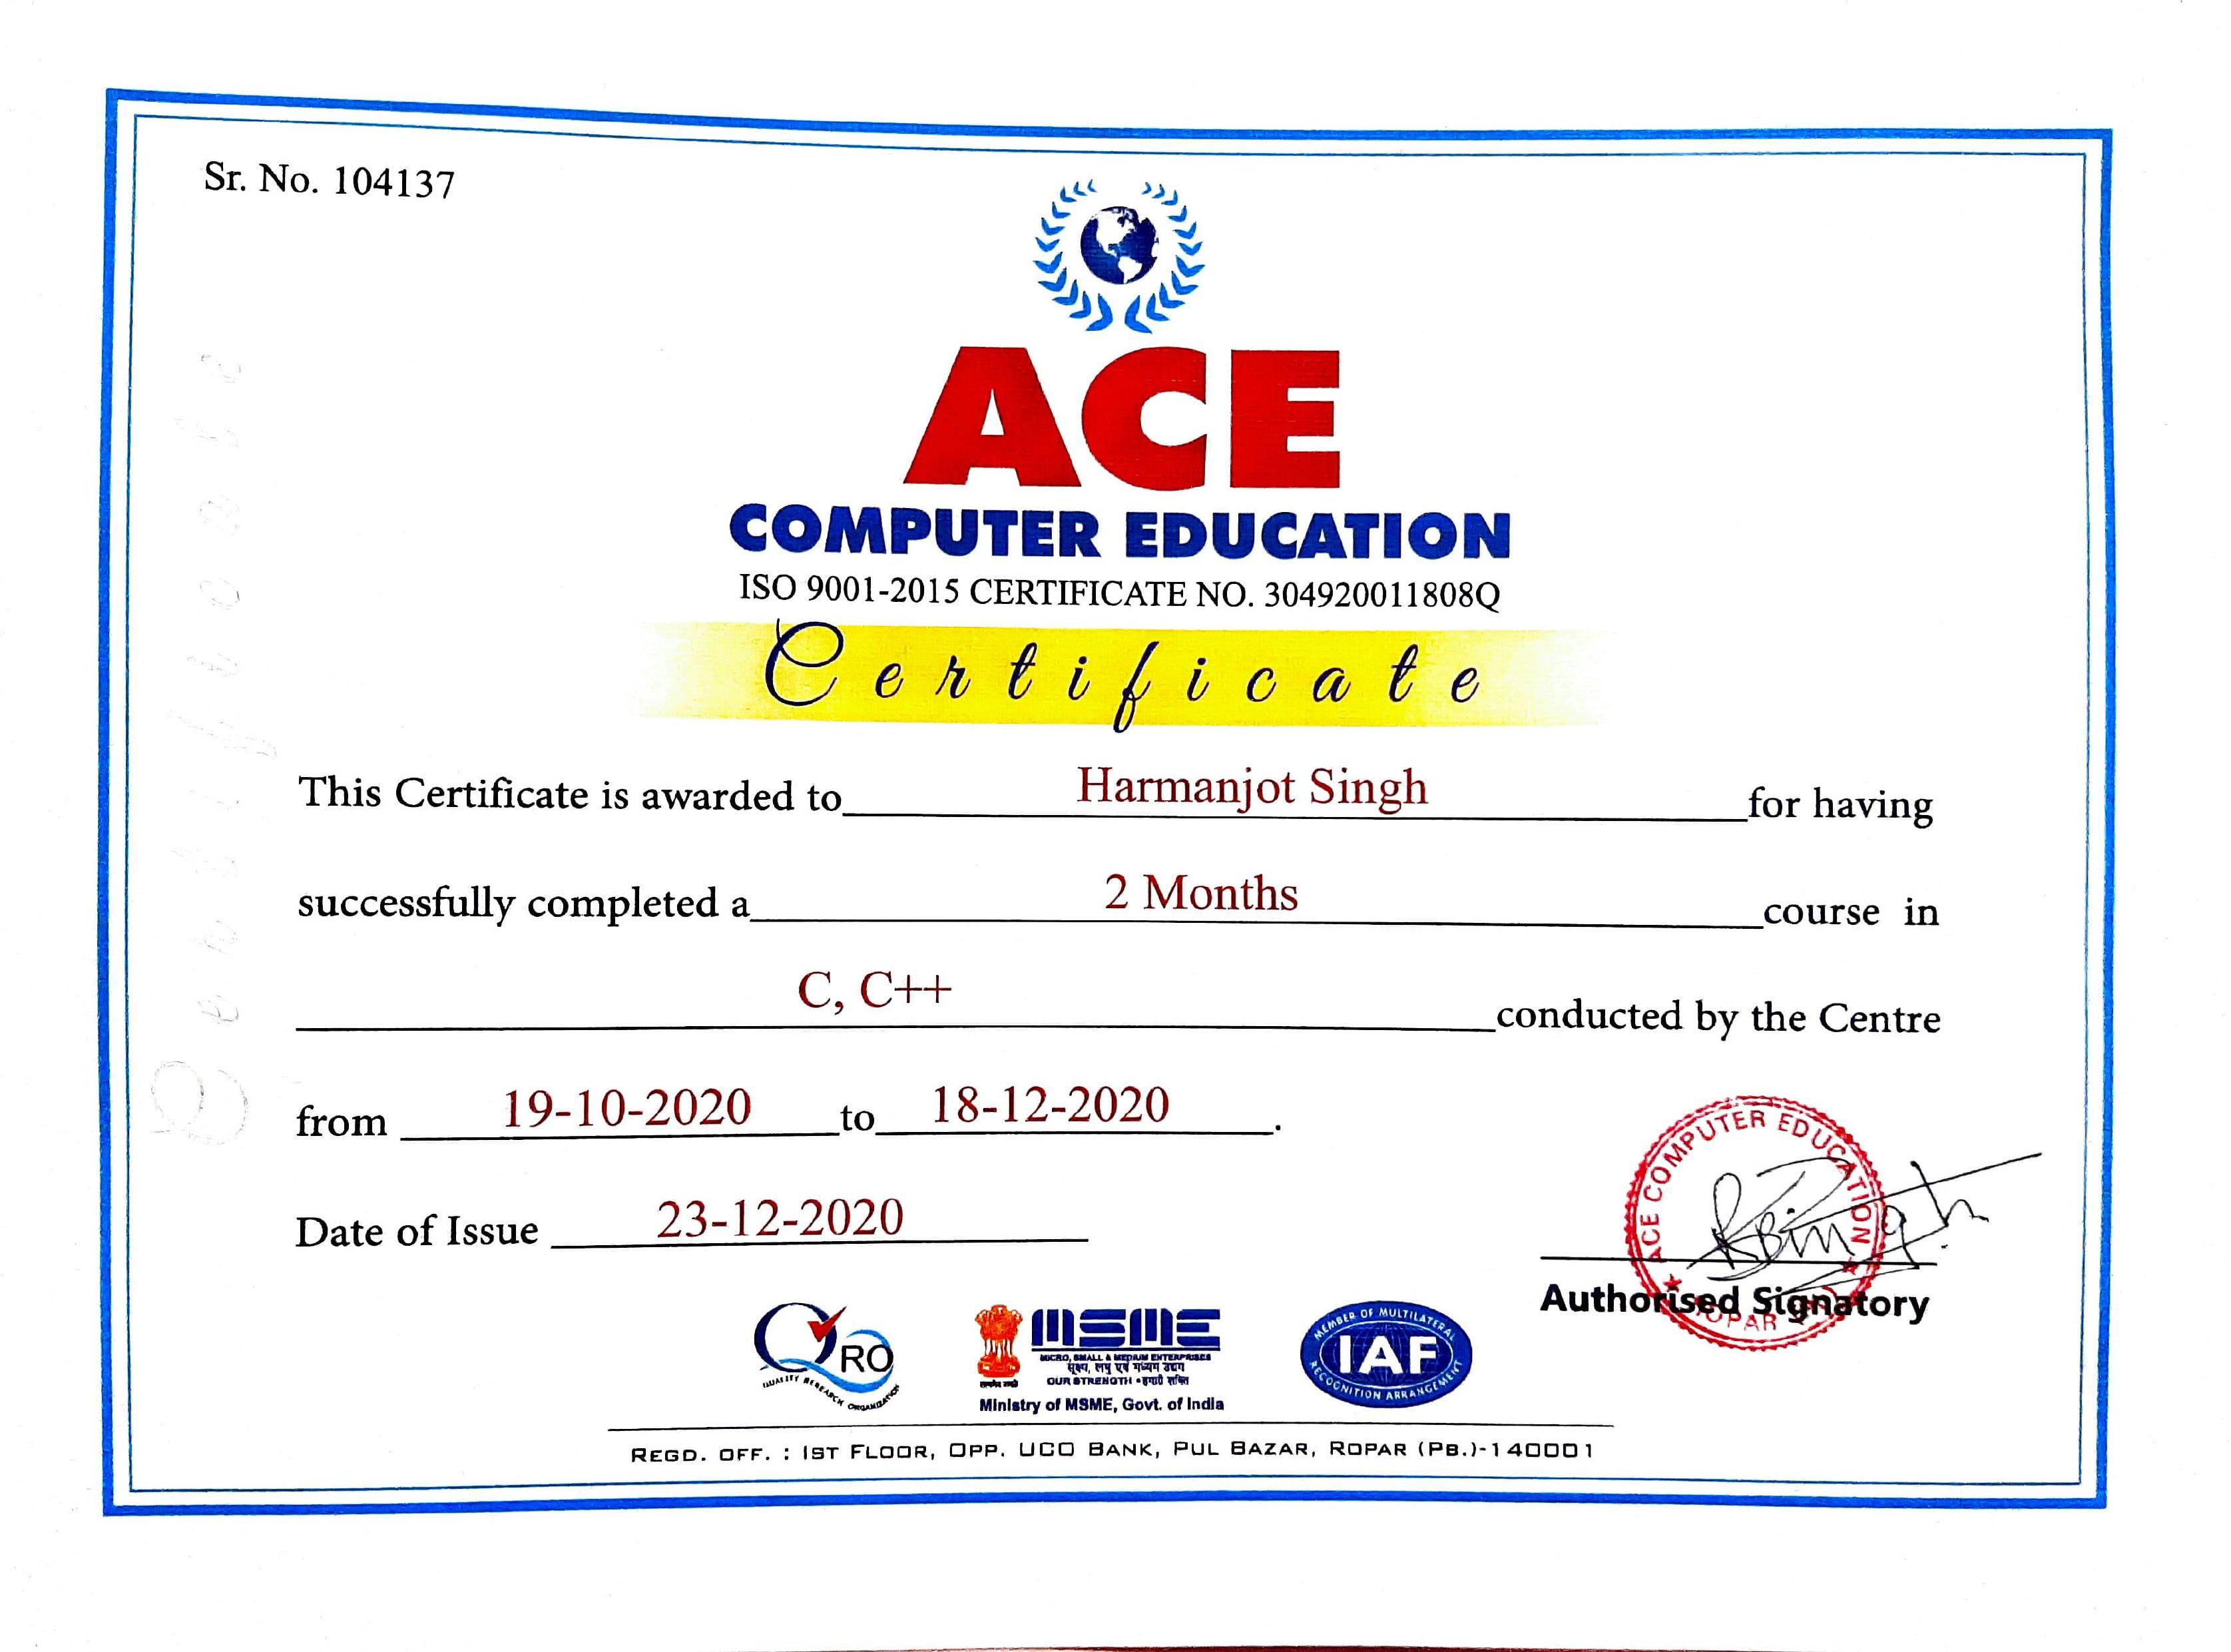 Sr. No. 104137
ACE
COMPUTER EDUCATION
ISO 9001-2015 CERTIFICATE NO. 304920011808Q
Certificate
This Certificate is awarded to Harmanjot Singh for having
successfully completed a 2 Months course in
C, C++ conducted by the Centre
from 19-10-2020 to 18-12-2020.
Date of Issue 23-12-2020
ACE COMPUTER EDUCATION
ROPAR
Authorised Signatory
QRO
QUALITY RESEARCH ORGANIZATION
MSME
MICRO, SMALL & MEDIUM ENTERPRISES
सूक्ष्म, लघु एवं मध्यम उद्यम
OUR STRENGTH • हमारी शक्ति
Ministry of MSME, Govt. of India
MEMBER OF MULTILATERAL
IAF
RECOGNITION ARRANGEMENT
REGD. OFF. : 1ST FLOOR, OPP. UCO BANK, PUL BAZAR, ROPAR (PB.)-140001